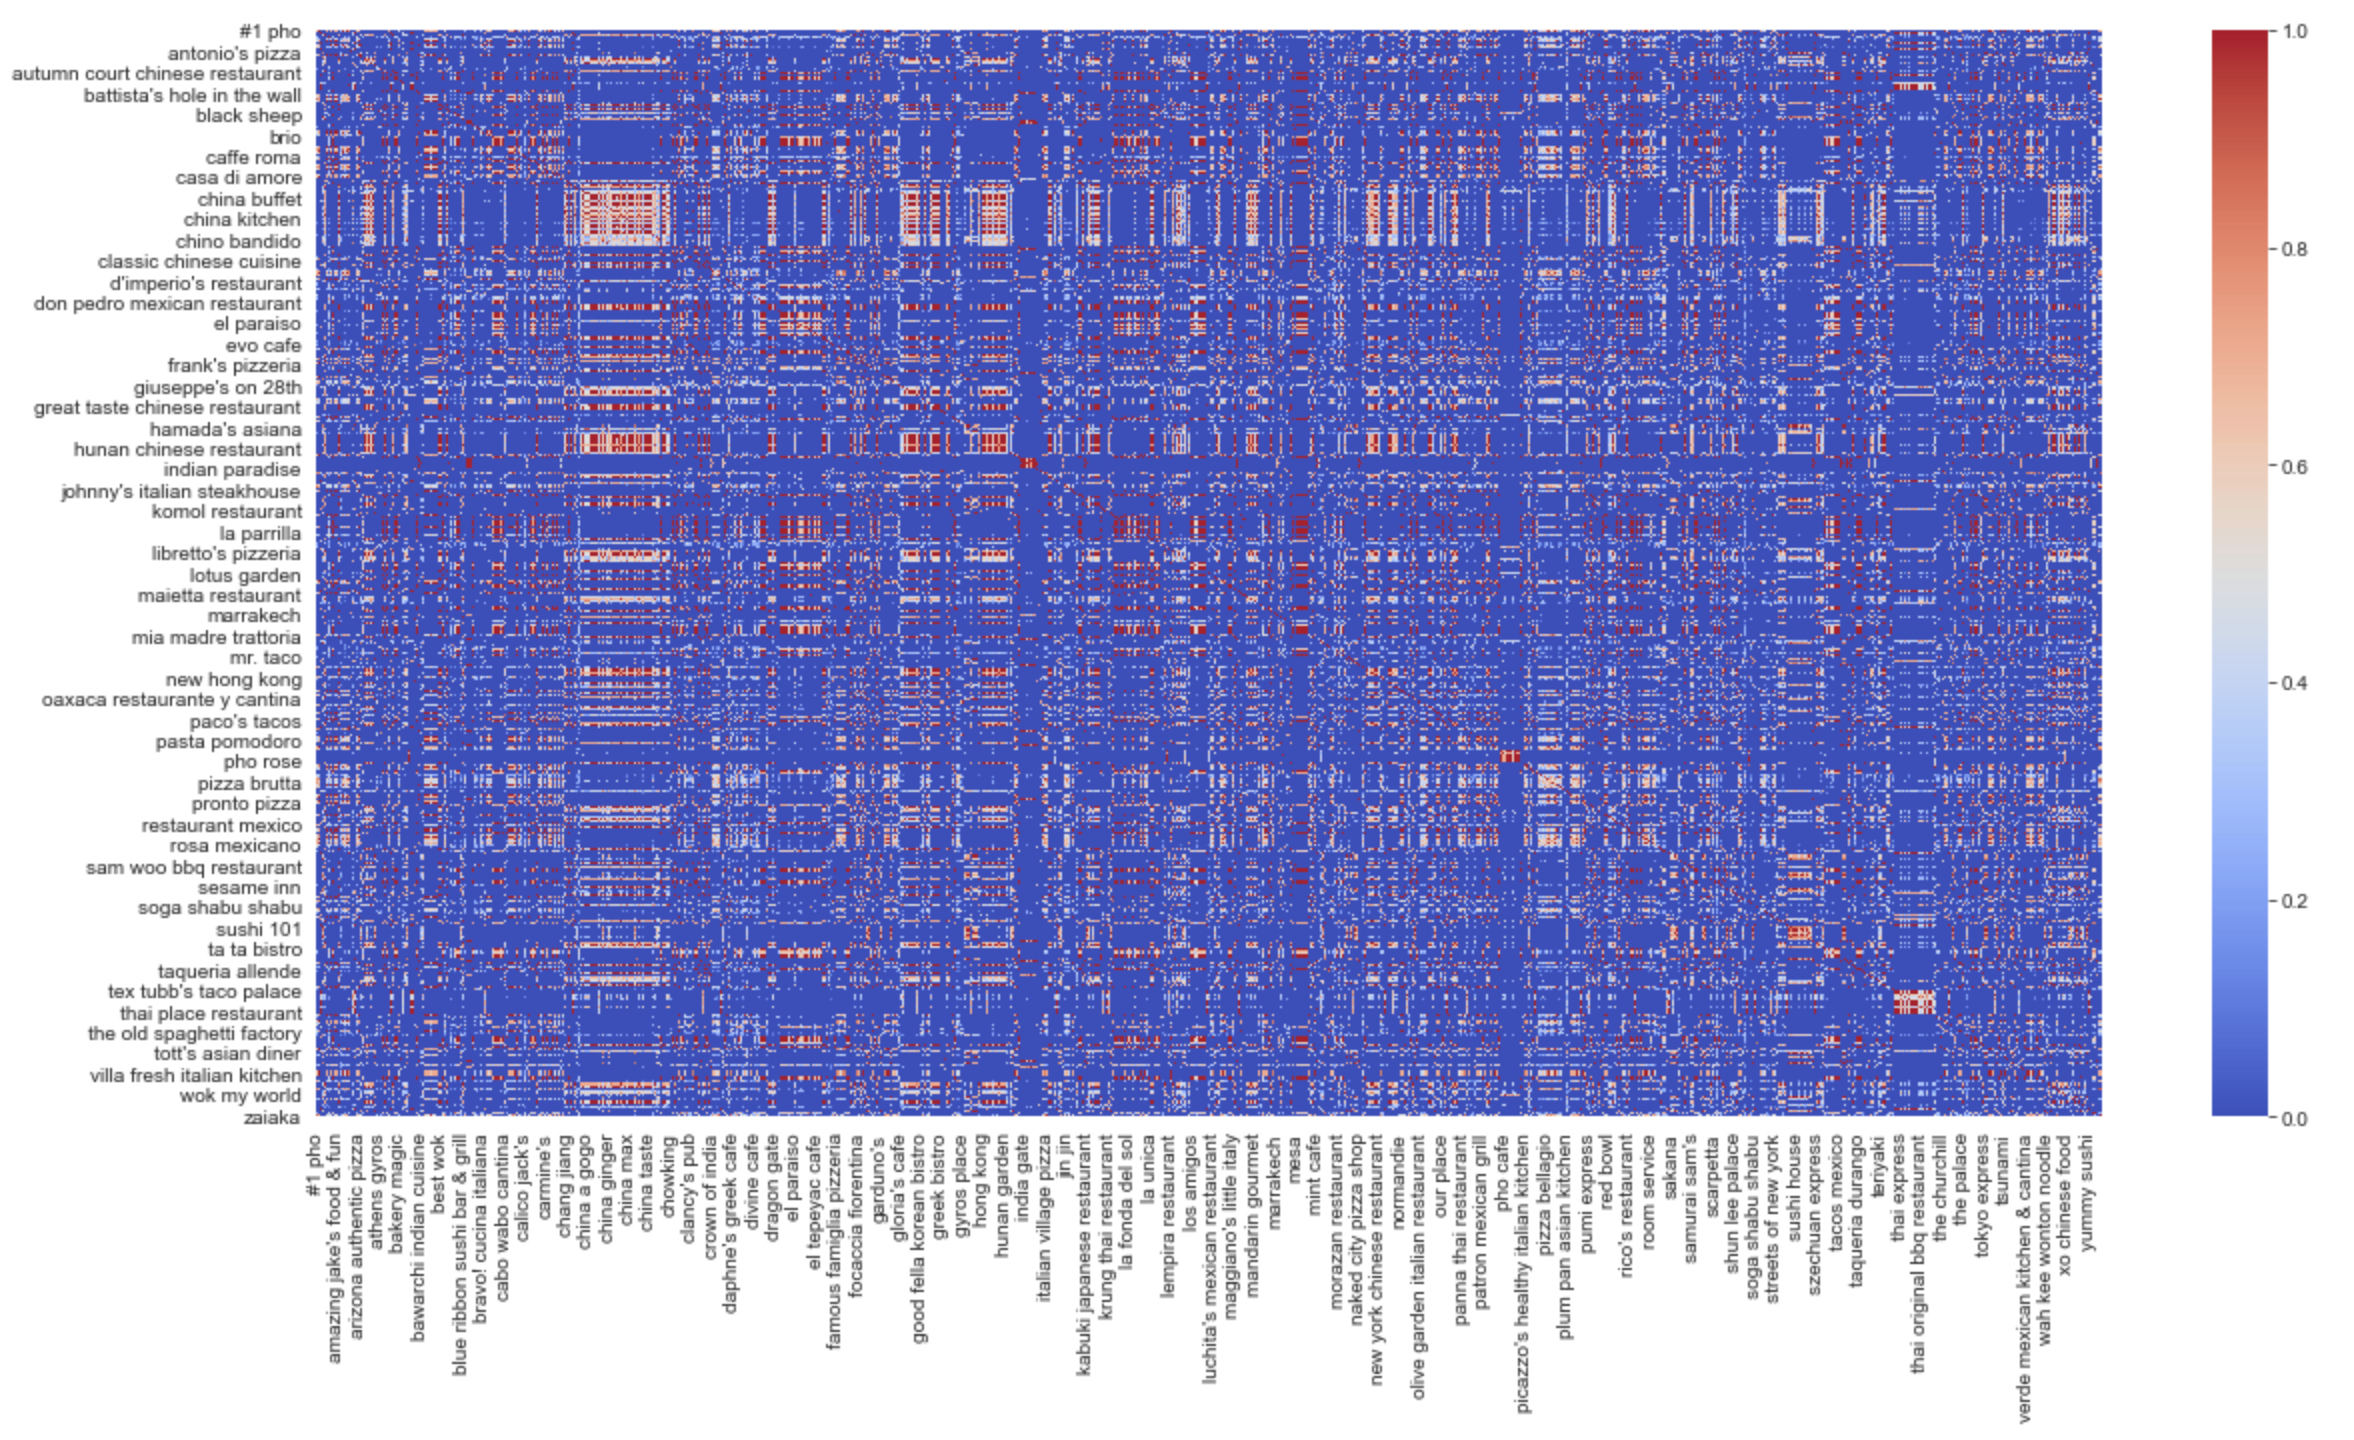 #1 pho
antonio's pizza
autumn court chinese restaurant
battista's hole in the wall
black sheep
brio
caffe roma
casa di amore
china buffet
china kitchen
chino bandido
classic chinese cuisine
d'imperio's restaurant
don pedro mexican restaurant
el paraiso
evo cafe
frank's pizzeria
giuseppe's on 28th
great taste chinese restaurant
hamada's asiana
hunan chinese restaurant
indian paradise
johnny's italian steakhouse
komol restaurant
la parrilla
libretto's pizzeria
lotus garden
maietta restaurant
marrakech
mia madre trattoria
mr. taco
new hong kong
oaxaca restaurante y cantina
paco's tacos
pasta pomodoro
pho rose
pizza brutta
pronto pizza
restaurant mexico
rosa mexicano
sam woo bbq restaurant
sesame inn
soga shabu shabu
sushi 101
ta ta bistro
taqueria allende
tex tubb's taco palace
thai place restaurant
the old spaghetti factory
tott's asian diner
villa fresh italian kitchen
wok my world
zaiaka
#1 pho
amazing jake's food & fun
arizona authentic pizza
athens gyros
bakery magic
bawarchi indian cuisine
best wok
blue ribbon sushi bar & grill
bravo! cucina italiana
cabo wabo cantina
calico jack's
carmine's
chang jiang
china a gogo
china ginger
china max
china taste
chowking
clancy's pub
crown of india
daphne's greek cafe
divine cafe
dragon gate
el paraiso
el tepeyac cafe
famous famiglia pizzeria
focaccia fiorentina
garduno's
gloria's cafe
good fella korean bistro
greek bistro
gyros place
hong kong
hunan garden
india gate
italian village pizza
jin jin
kabuki japanese restaurant
krung thai restaurant
la fonda del sol
la unica
lempira restaurant
los amigos
luchita's mexican restaurant
maggiano's little italy
mandarin gourmet
marrakech
mesa
mint cafe
morazan restaurant
naked city pizza shop
new york chinese restaurant
normandie
olive garden italian restaurant
our place
panna thai restaurant
patron mexican grill
pho cafe
picazzo's healthy italian kitchen
pizza bellagio
plum pan asian kitchen
pumi express
red bowl
rico's restaurant
room service
sakana
samurai sam's
scarpetta
shun lee palace
soga shabu shabu
streets of new york
sushi house
szechuan express
tacos mexico
taqueria durango
teriyaki
thai express
thai original bbq restaurant
the churchill
the palace
tokyo express
tsunami
verde mexican kitchen & cantina
wah kee wonton noodle
xo chinese food
yummy sushi
1.0
0.8
0.6
0.4
0.2
0.0